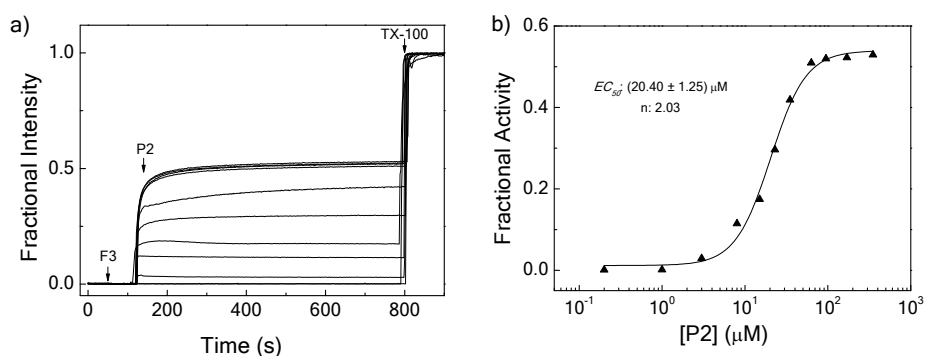 a)
TX-100
1.0
P2
0.5
F3
0.0
0 200 400 600 800
Time (s)
Fractional Intensity
b)
0.6
EC50: (20.40 ± 1.25) μM
n: 2.03
0.4
0.2
0.0
10-1 100 101 102 103
[P2] (μM)
Fractional Activity